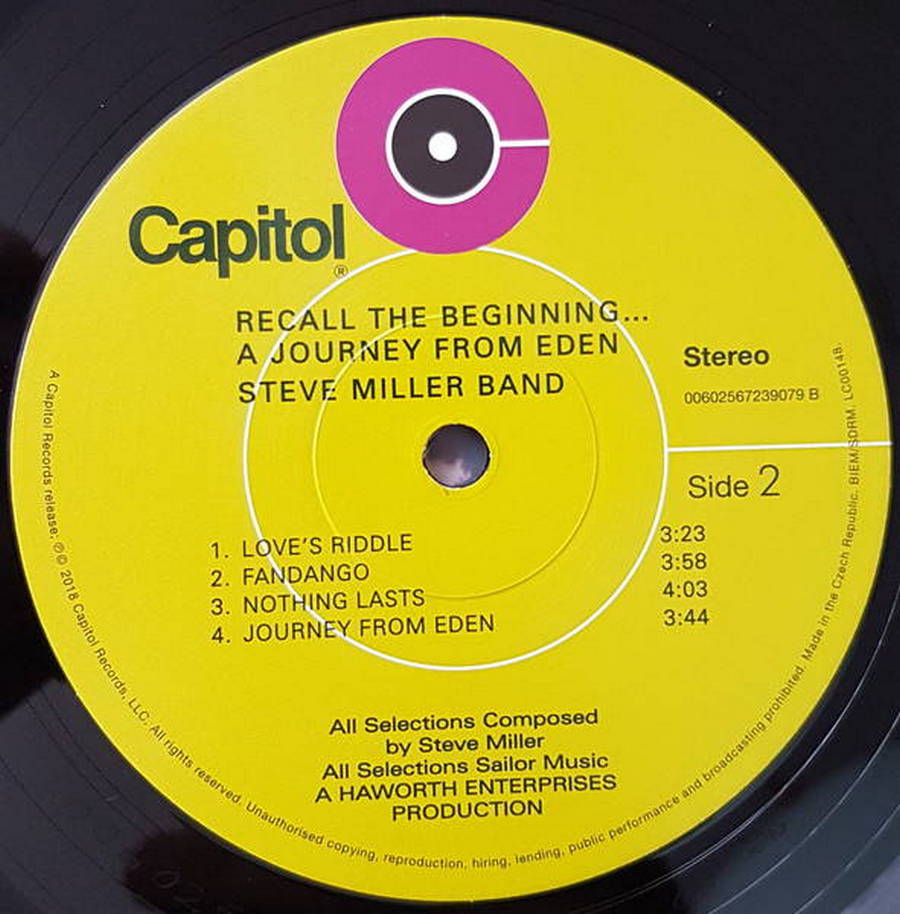 Capitol
®
RECALL THE BEGINNING...
A JOURNEY FROM EDEN
STEVE MILLER BAND
Stereo
00602567239079 B
Side 2
1. LOVE'S RIDDLE 3:23
2. FANDANGO 3:58
3. NOTHING LASTS 4:03
4. JOURNEY FROM EDEN 3:44
All Selections Composed
by Steve Miller
All Selections Sailor Music
A HAWORTH ENTERPRISES
PRODUCTION
A Capitol Records release; ℗© 2018 Capitol Records, LLC. All rights reserved. Unauthorised copying, reproduction, hiring, lending, public performance and broadcasting prohibited. Made in the Czech Republic. BIEM/SDRM. LC00148.